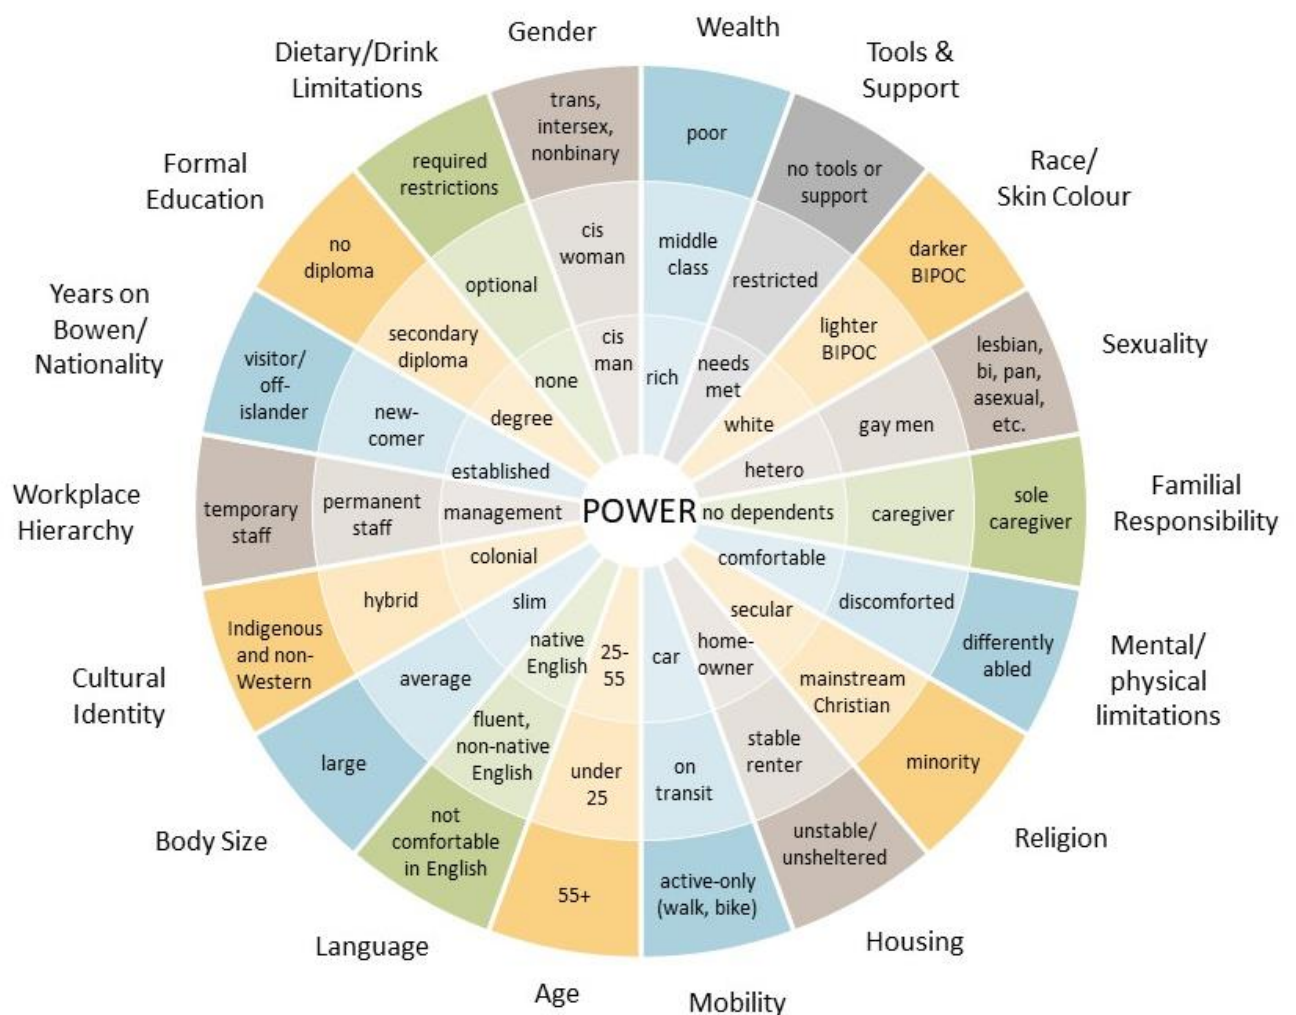 Gender
trans,
intersex,
nonbinary
cis
woman
cis
man
Wealth
poor
middle
class
rich
Tools &
Support
no tools or
support
restricted
needs
met
Race/
Skin Colour
darker
BIPOC
lighter
BIPOC
white
Sexuality
lesbian,
bi, pan,
asexual,
etc.
gay men
hetero
Familial
Responsibility
sole
caregiver
caregiver
no dependents
Mental/
physical
limitations
differently
abled
discomforted
comfortable
Religion
minority
mainstream
Christian
secular
Housing
unstable/
unsheltered
stable
renter
home-
owner
Mobility
active-only
(walk, bike)
on
transit
car
Age
55+
under
25
25-
55
Language
not
comfortable
in English
fluent,
non-native
English
native
English
Body Size
large
average
slim
Cultural
Identity
Indigenous
and non-
Western
hybrid
colonial
Workplace
Hierarchy
temporary
staff
permanent
staff
management
Years on
Bowen/
Nationality
visitor/
off-
islander
new-
comer
established
Formal
Education
no
diploma
secondary
diploma
degree
Dietary/Drink
Limitations
required
restrictions
optional
none
POWER